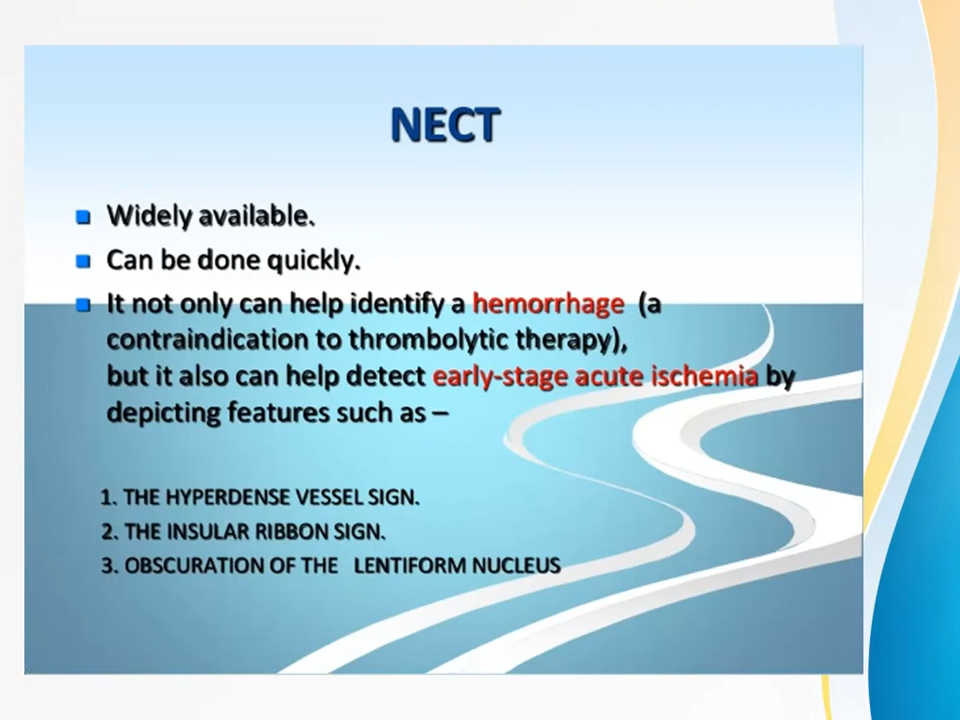 NECT
Widely available.
Can be done quickly.
It not only can help identify a hemorrhage (a
contraindication to thrombolytic therapy),
but it also can help detect early-stage acute ischemia by
depicting features such as –
1. THE HYPERDENSE VESSEL SIGN.
2. THE INSULAR RIBBON SIGN.
3. OBSCURATION OF THE LENTIFORM NUCLEUS